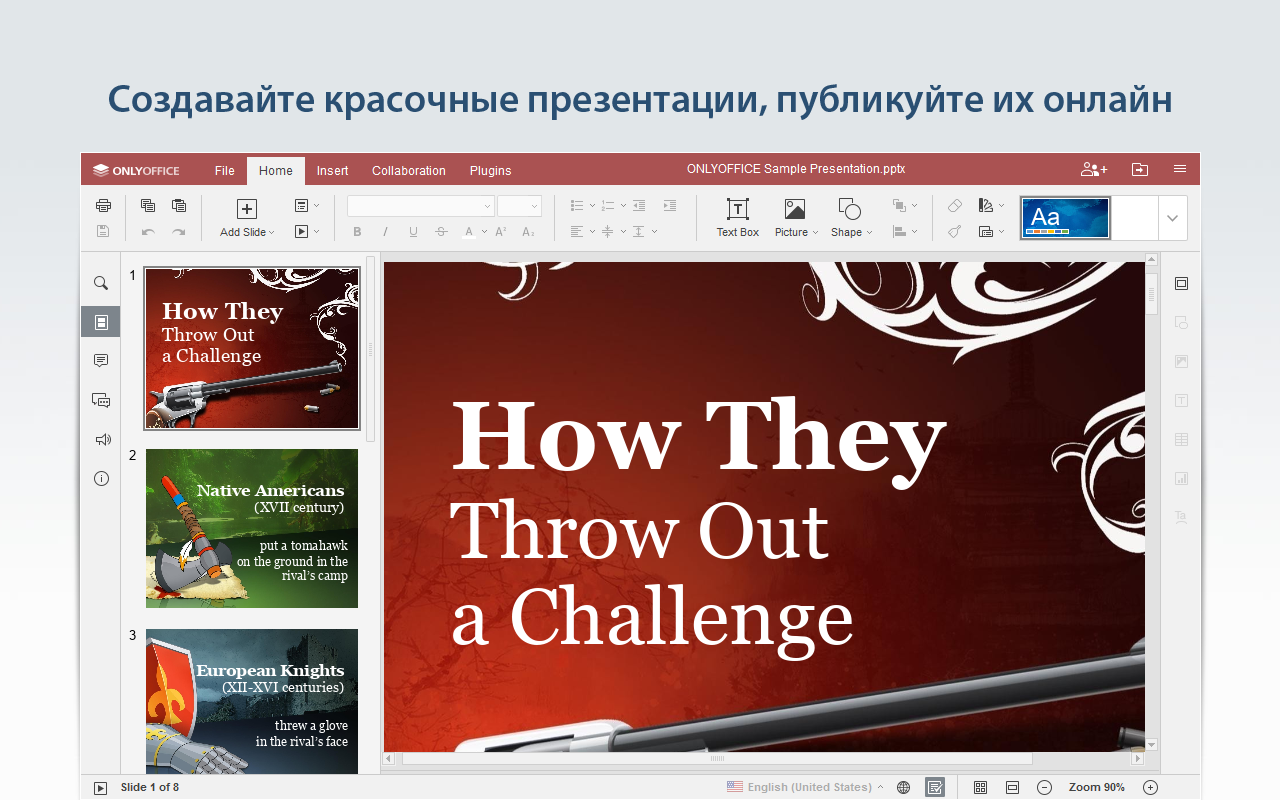 Создавайте красочные презентации, публикуйте их онлайн
ONLYOFFICE
File
Home
Insert
Collaboration
Plugins
ONLYOFFICE Sample Presentation.pptx
Add Slide
B
I
U
S
A
A²
A₂
Text Box
Picture
Shape
Aa
1
How They
Throw Out
a Challenge
2
Native Americans
(XVII century)
put a tomahawk
on the ground in the
rival's camp
3
European Knights
(XII-XVI centuries)
threw a glove
in the rival's face
How They
Throw Out
a Challenge
Slide 1 of 8
English (United States)
Zoom 90%